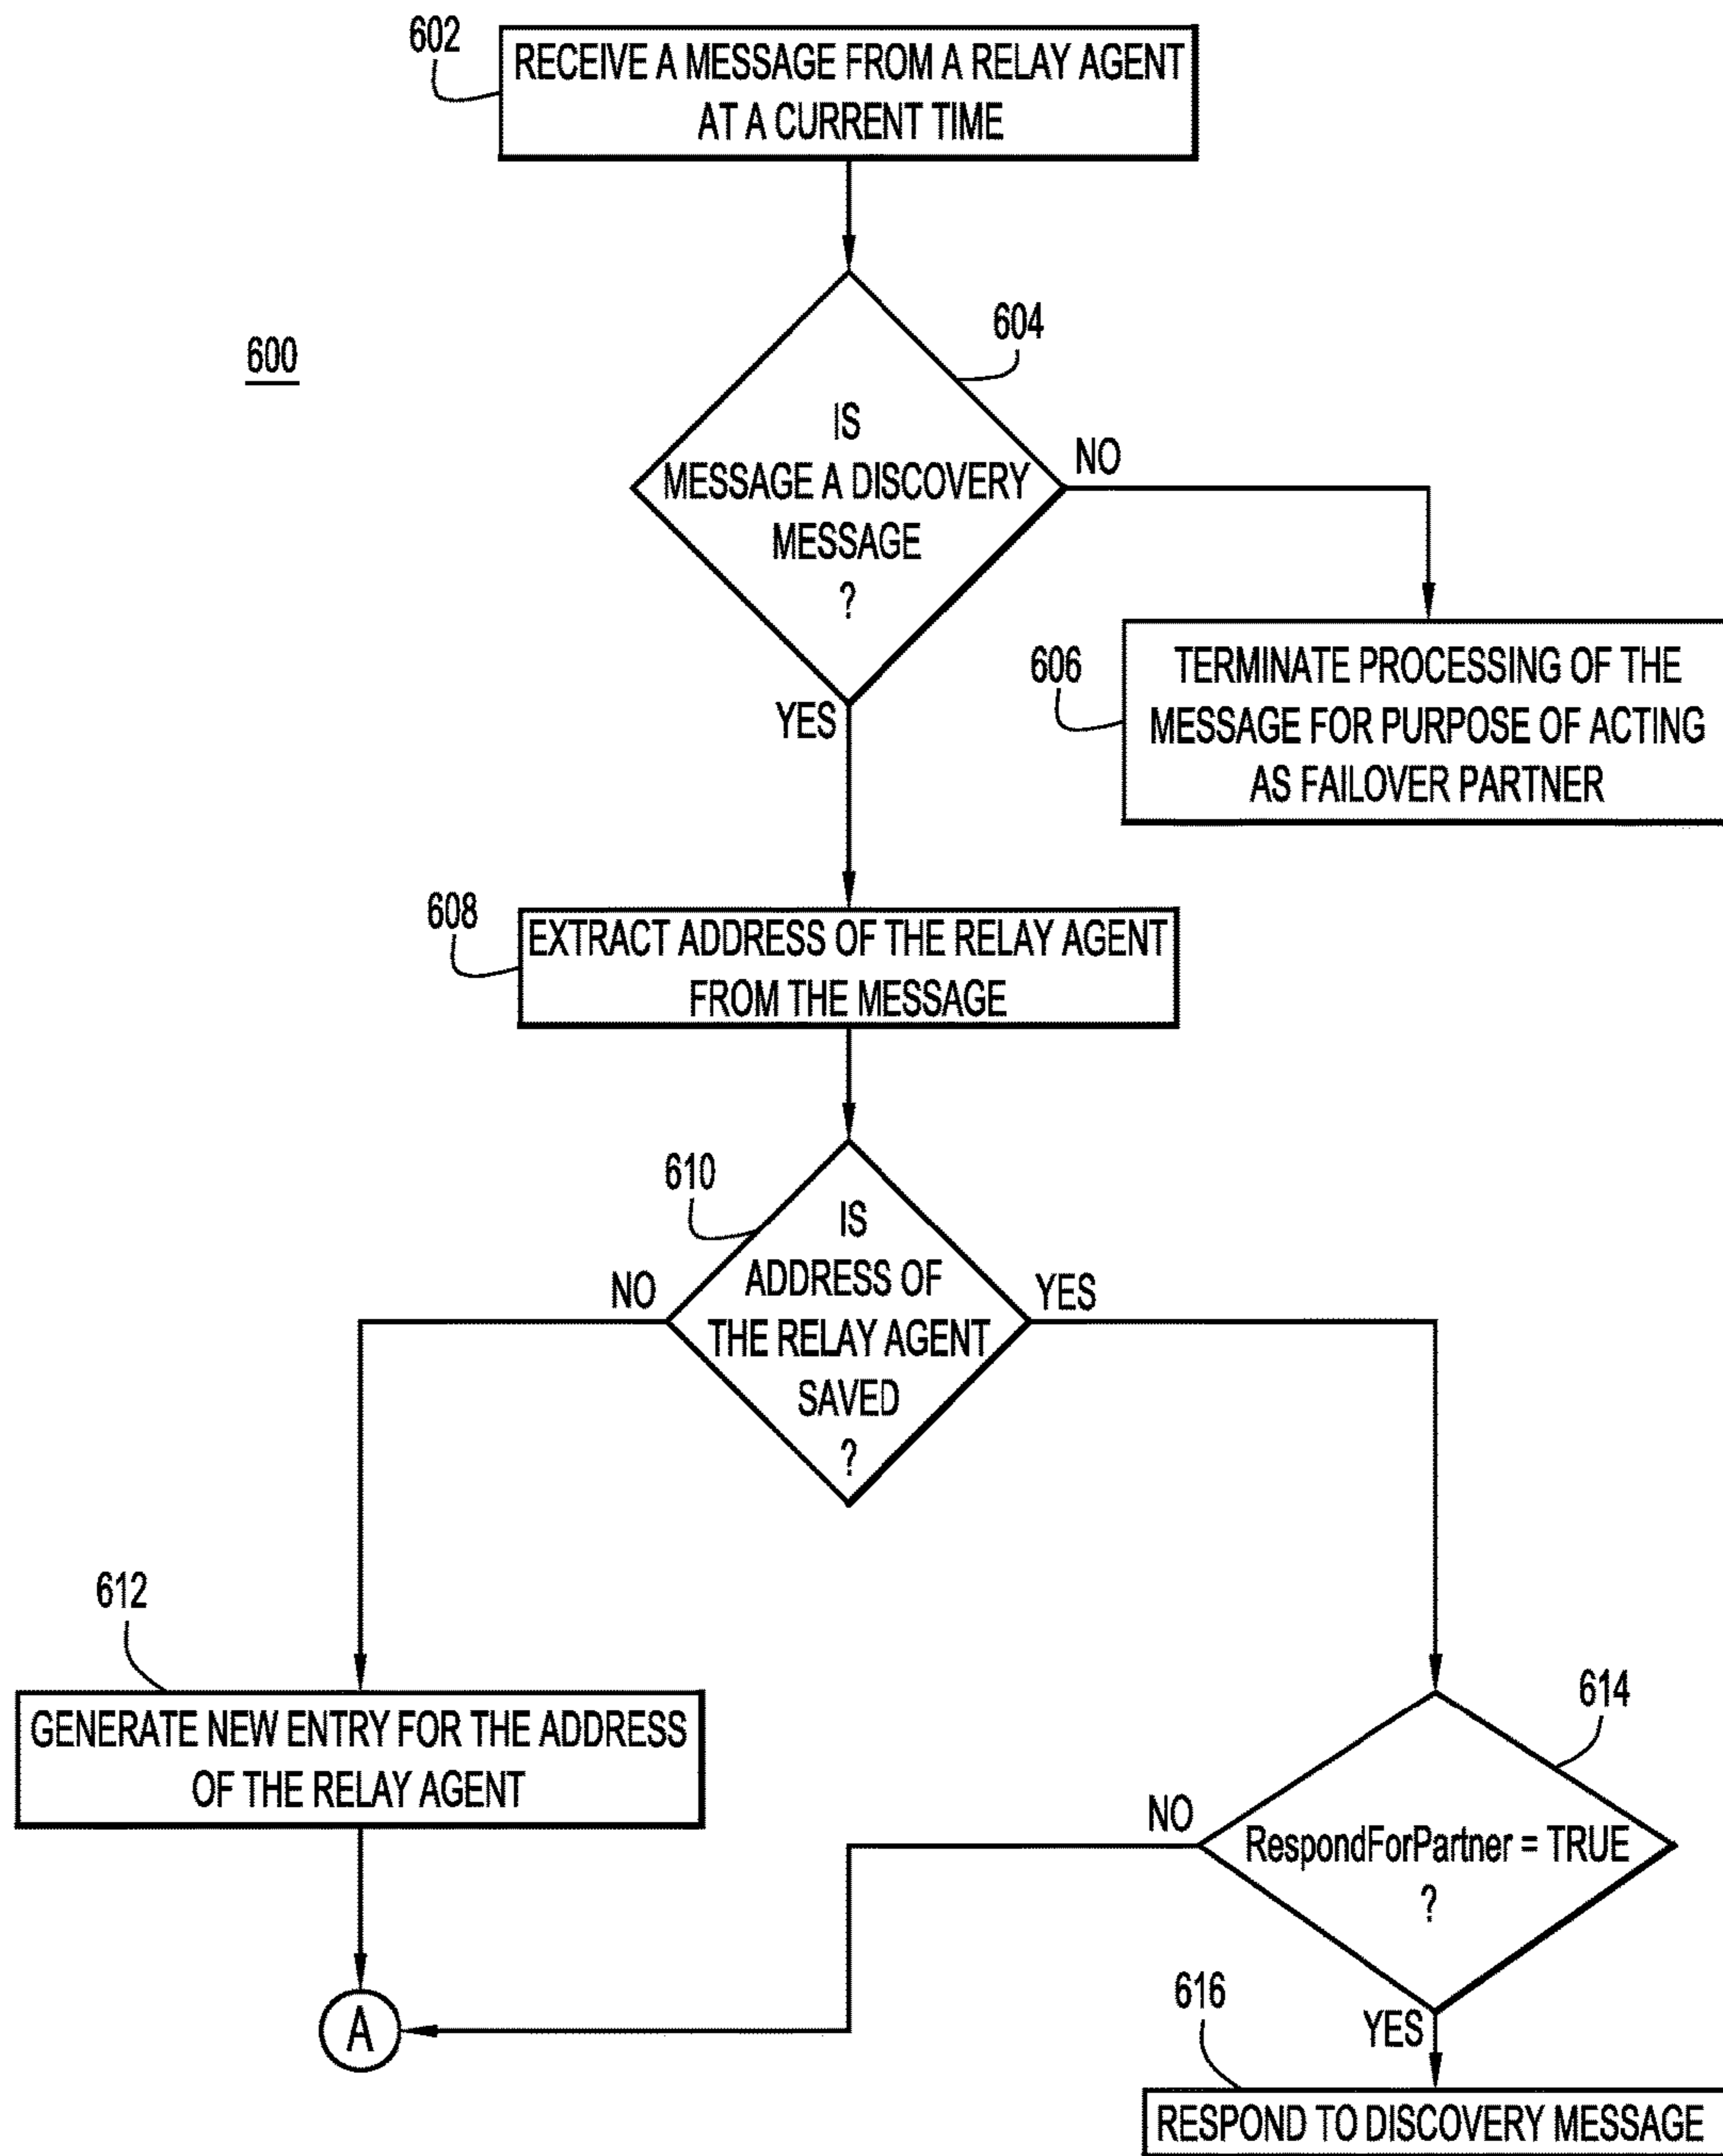 602
RECEIVE A MESSAGE FROM A RELAY AGENT
AT A CURRENT TIME
600
604
IS
MESSAGE A DISCOVERY
MESSAGE
?
NO
YES
606
TERMINATE PROCESSING OF THE
MESSAGE FOR PURPOSE OF ACTING
AS FAILOVER PARTNER
608
EXTRACT ADDRESS OF THE RELAY AGENT
FROM THE MESSAGE
610
IS
ADDRESS OF
THE RELAY AGENT
SAVED
?
NO
YES
612
GENERATE NEW ENTRY FOR THE ADDRESS
OF THE RELAY AGENT
614
RespondForPartner = TRUE
?
NO
YES
A
616
RESPOND TO DISCOVERY MESSAGE